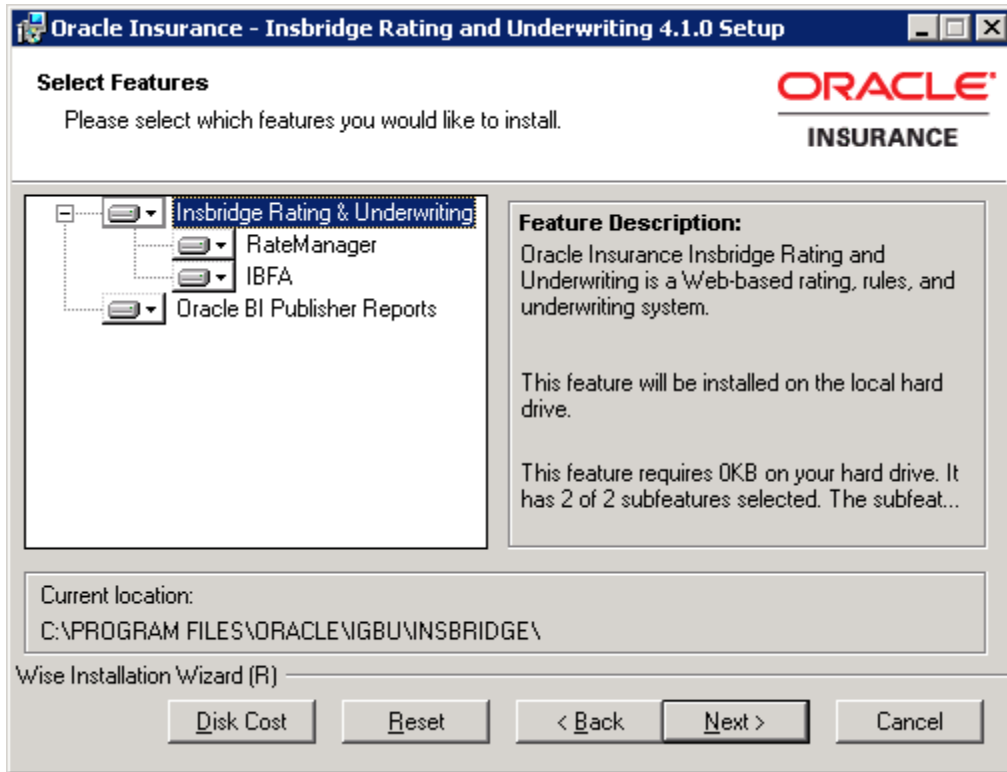 Oracle Insurance - Insbridge Rating and Underwriting 4.1.0 Setup
Select Features
Please select which features you would like to install.
ORACLE
INSURANCE
Insbridge Rating & Underwriting
RateManager
IBFA
Oracle BI Publisher Reports
Feature Description:
Oracle Insurance Insbridge Rating and
Underwriting is a Web-based rating, rules, and
underwriting system.
This feature will be installed on the local hard
drive.
This feature requires 0KB on your hard drive. It
has 2 of 2 subfeatures selected. The subfeat...
Current location:
C:\PROGRAM FILES\ORACLE\IGBU\INSBRIDGE\
Wise Installation Wizard (R)
Disk Cost
Reset
< Back
Next >
Cancel